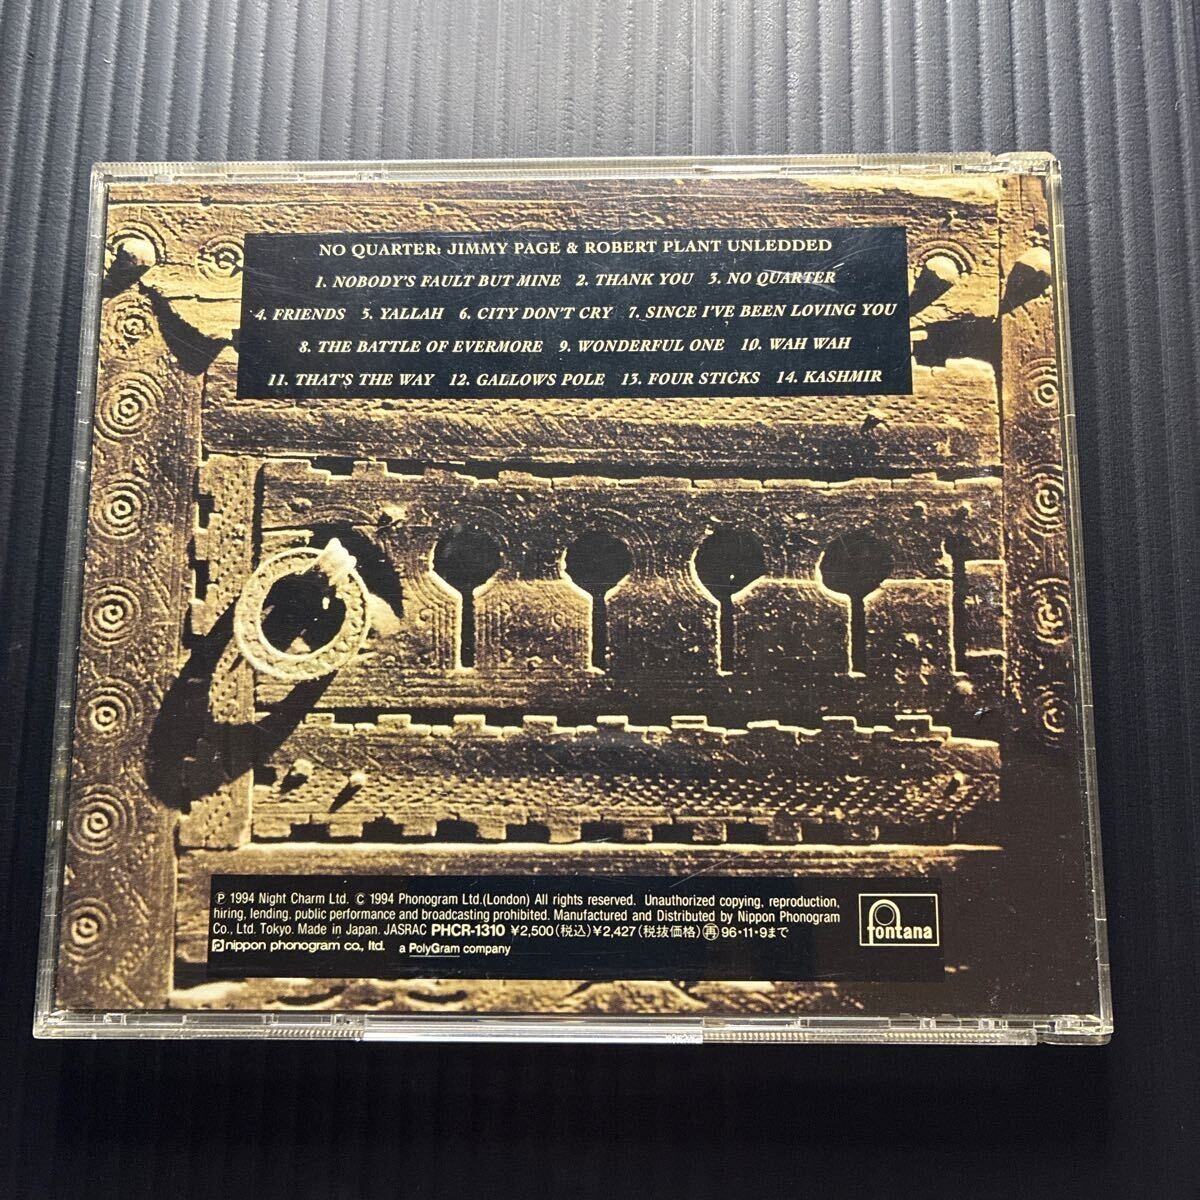 NO QUARTER: JIMMY PAGE & ROBERT PLANT UNLEDDED
1. NOBODY'S FAULT BUT MINE 2. THANK YOU 3. NO QUARTER
4. FRIENDS 5. YALLAH 6. CITY DON'T CRY 7. SINCE I'VE BEEN LOVING YOU
8. THE BATTLE OF EVERMORE 9. WONDERFUL ONE 10. WAH WAH
11. THAT'S THE WAY 12. GALLOWS POLE 13. FOUR STICKS 14. KASHMIR
℗ 1994 Night Charm Ltd. © 1994 Phonogram Ltd.(London) All rights reserved. Unauthorized copying, reproduction,
hiring, lending, public performance and broadcasting prohibited. Manufactured and Distributed by Nippon Phonogram
Co., Ltd. Tokyo. Made in Japan. JASRAC PHCR-1310 ¥2,500(税込)¥2,427(税抜価格)㊢96・11・9まで
nippon phonogram co., ltd. a PolyGram company
fontana